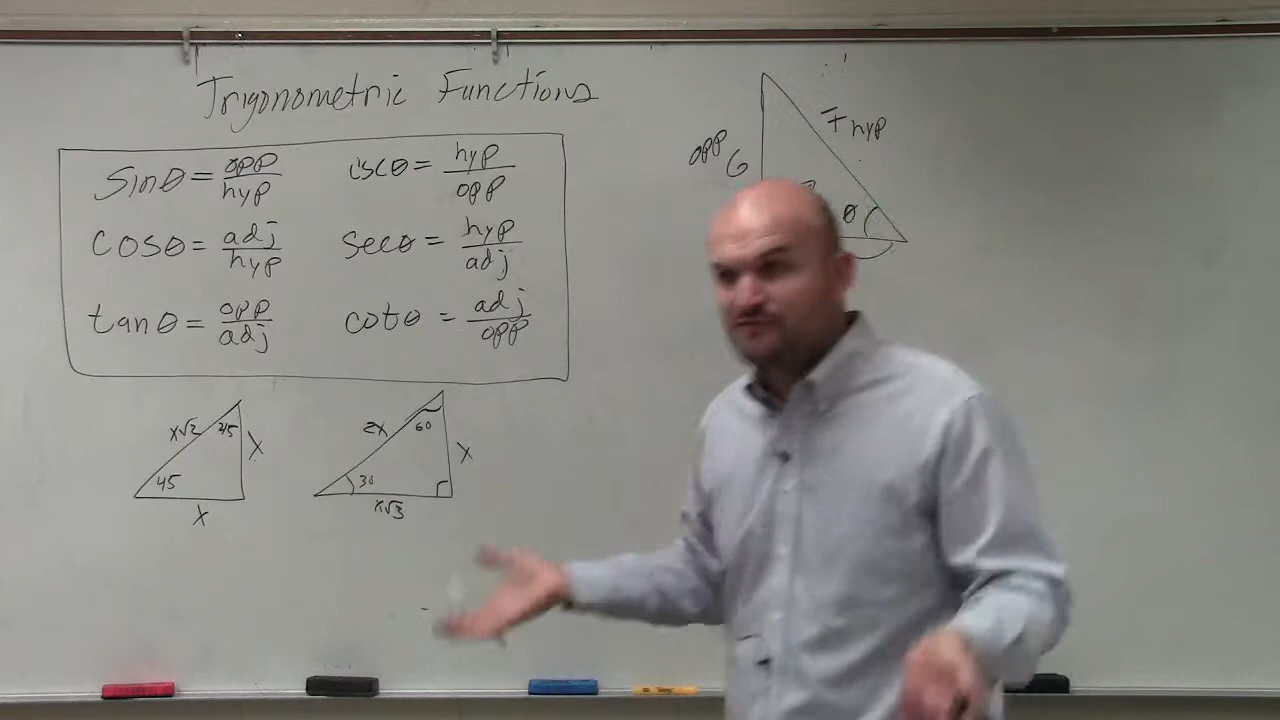 Trigonometric Functions
sinθ = opp/hyp
cscθ = hyp/opp
cosθ = adj/hyp
secθ = hyp/adj
tanθ = opp/adj
cotθ = adj/opp
x√2
45
x
45
x
2x
60
x
30
x√3
opp 6
7 hyp
θ